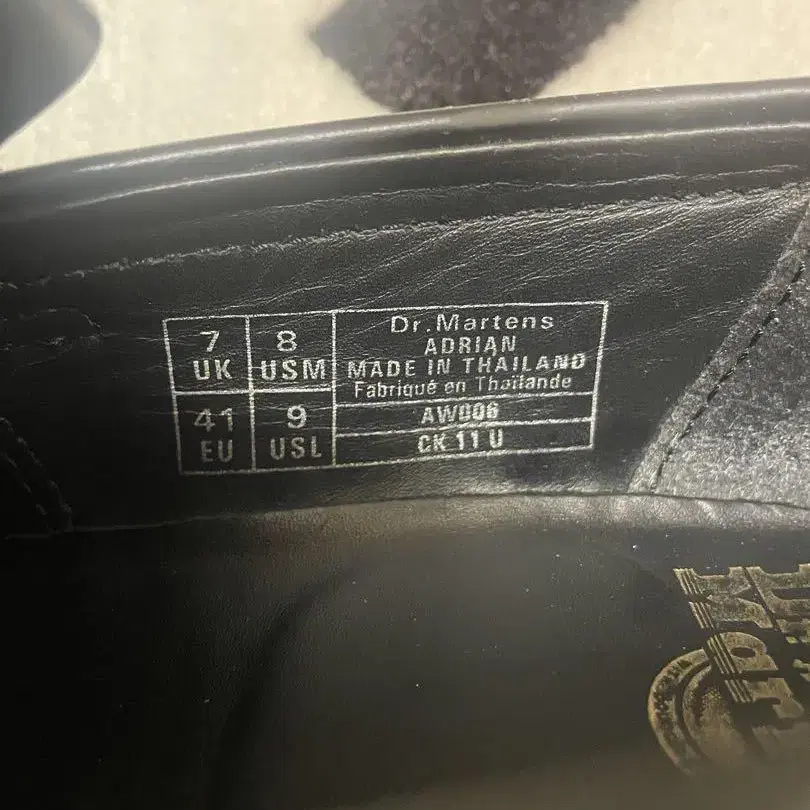 7 UK
8 USM
41 EU
9 USL
Dr.Martens
ADRIAN
MADE IN THAILAND
Fabriqué en Thaïlande
AW006
CK 11 U